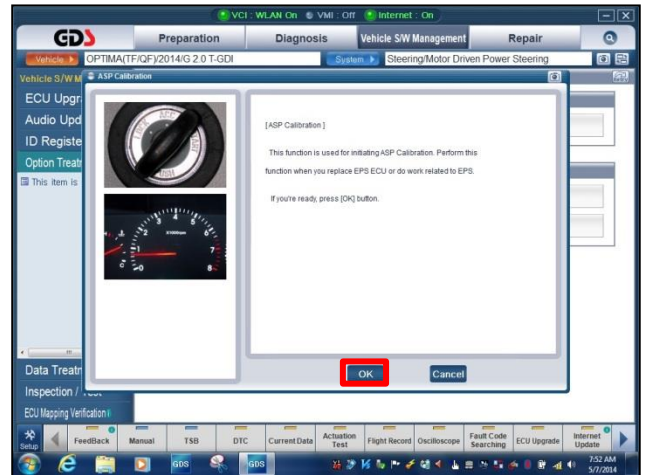 VCI : WLAN On VMI : Off Internet : On
GDS Preparation Diagnosis Vehicle S/W Management Repair
Vehicle OPTIMA(TF/QF)/2014/G 2.0 T-GDI System Steering/Motor Driven Power Steering
Vehicle S/W M
ASP Calibration
ECU Upgr
Audio Upd
ID Registe
Option Treatm
This item is
[ ASP Calibration ]
This function is used for initiating ASP Calibration. Perform this
function when you replace EPS ECU or do work related to EPS.
If you're ready, press [OK] button.
OK Cancel
Data Treatm
Inspection /
ECU Mapping Verification
Setup FeedBack Manual TSB DTC Current Data Actuation Test Flight Record Oscilloscope Fault Code Searching ECU Upgrade Internet Update
GDS GDS
7:52 AM
5/7/2014